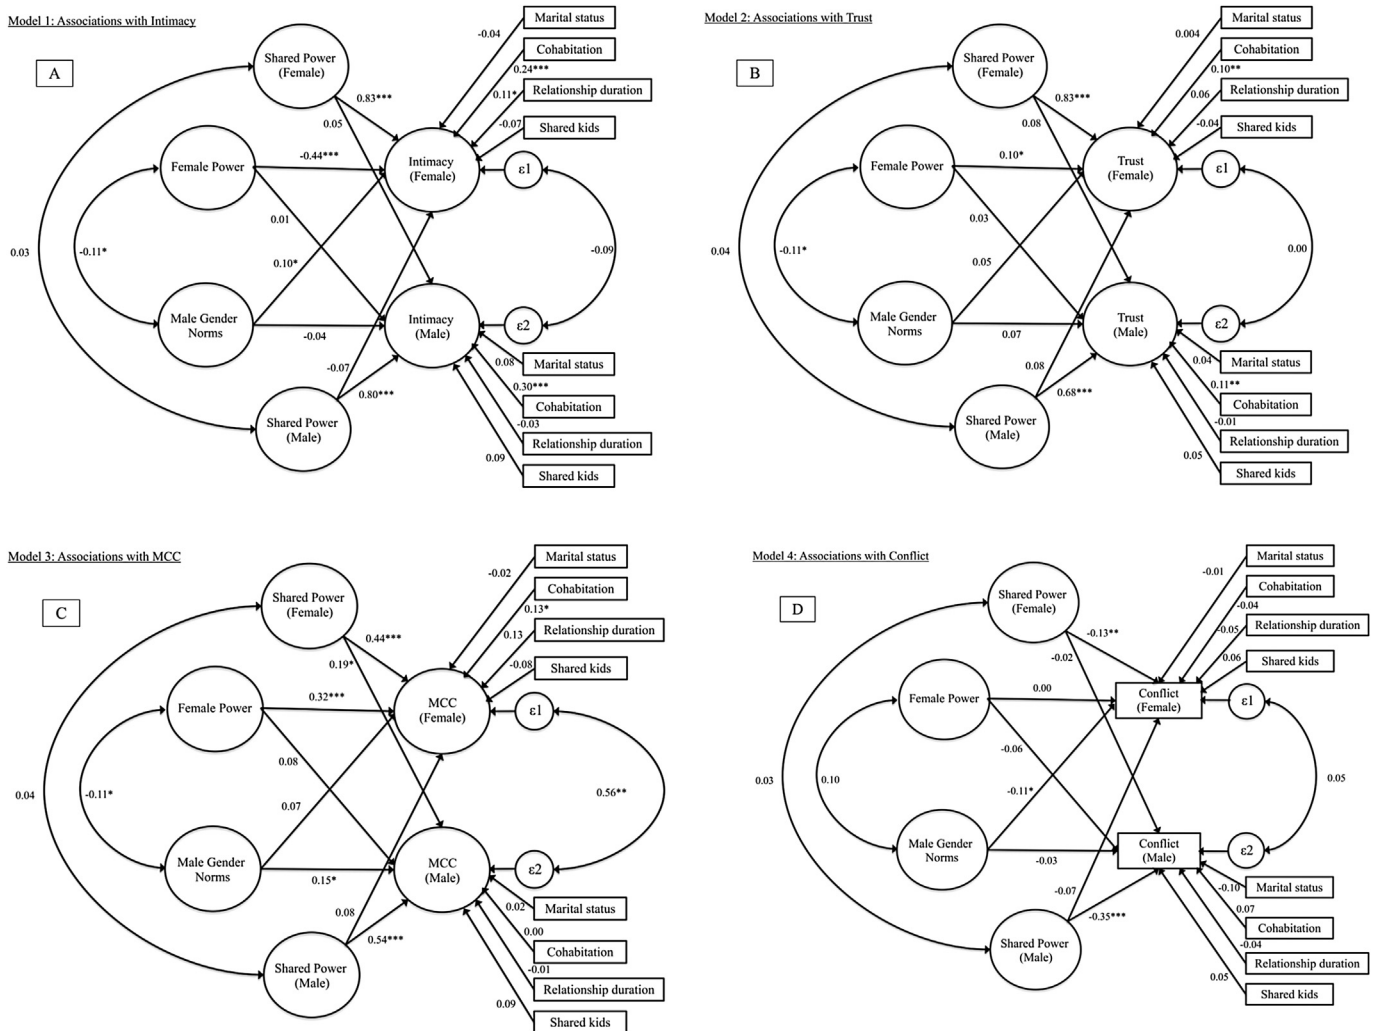 Model 1: Associations with Intimacy
A
Shared Power
(Female)
Female Power
Male Gender
Norms
Shared Power
(Male)
Intimacy
(Female)
Intimacy
(Male)
ε1
ε2
Marital status
Cohabitation
Relationship duration
Shared kids
Marital status
Cohabitation
Relationship duration
Shared kids
-0.04
0.24***
0.11*
-0.07
0.83***
0.05
-0.44***
0.01
0.10*
-0.04
-0.07
0.80***
0.03
-0.11*
-0.09
0.08
0.30***
-0.03
0.09
Model 2: Associations with Trust
B
Shared Power
(Female)
Female Power
Male Gender
Norms
Shared Power
(Male)
Trust
(Female)
Trust
(Male)
ε1
ε2
Marital status
Cohabitation
Relationship duration
Shared kids
Marital status
Cohabitation
Relationship duration
Shared kids
0.004
0.10**
0.06
-0.04
0.83***
0.08
0.10*
0.03
0.05
0.07
0.08
0.68***
0.04
-0.11*
0.00
0.04
0.11**
-0.01
0.05
Model 3: Associations with MCC
C
Shared Power
(Female)
Female Power
Male Gender
Norms
Shared Power
(Male)
MCC
(Female)
MCC
(Male)
ε1
ε2
Marital status
Cohabitation
Relationship duration
Shared kids
Marital status
Cohabitation
Relationship duration
Shared kids
-0.02
0.13*
0.13
-0.08
0.44***
0.19*
0.32***
0.08
0.07
0.15*
0.08
0.54***
0.04
-0.11*
0.56**
0.02
0.00
-0.01
0.09
Model 4: Associations with Conflict
D
Shared Power
(Female)
Female Power
Male Gender
Norms
Shared Power
(Male)
Conflict
(Female)
Conflict
(Male)
ε1
ε2
Marital status
Cohabitation
Relationship duration
Shared kids
Marital status
Cohabitation
Relationship duration
Shared kids
-0.01
-0.04
-0.05
0.06
-0.13**
-0.02
0.00
-0.06
-0.11*
-0.03
-0.07
-0.35***
0.03
0.10
0.05
-0.10
0.07
-0.04
0.05